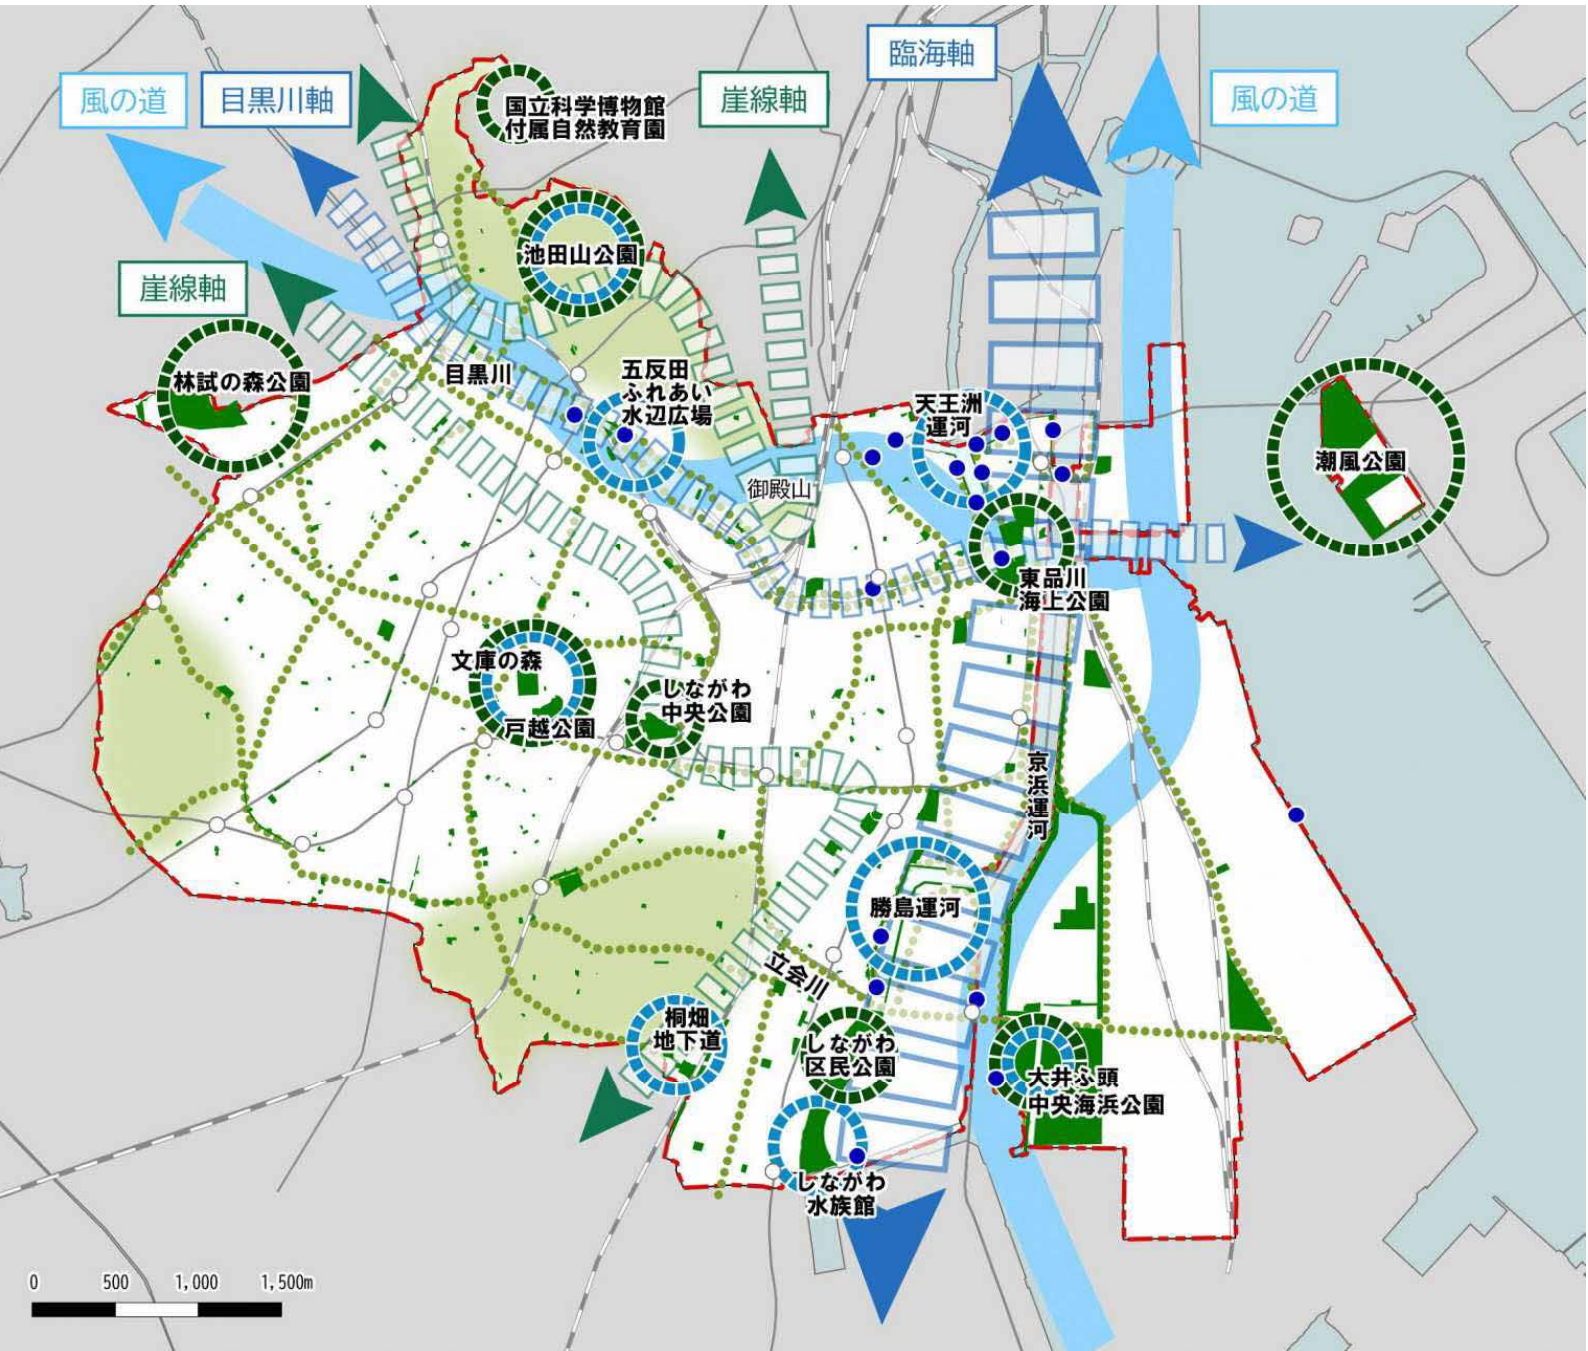 臨海軸
風の道
目黒川軸
崖線軸
風の道
国立科学博物館
付属自然教育園
池田山公園
崖線軸
林試の森公園
目黒川
五反田
ふれあい
水辺広場
天王洲
運河
潮風公園
御殿山
東品川
海上公園
文庫の森
戸越公園
しながわ
中央公園
京浜運河
勝島運河
立会川
桐畑
地下道
しながわ
区民公園
大井ふ頭
中央海浜公園
しながわ
水族館
0 500 1,000 1,500m